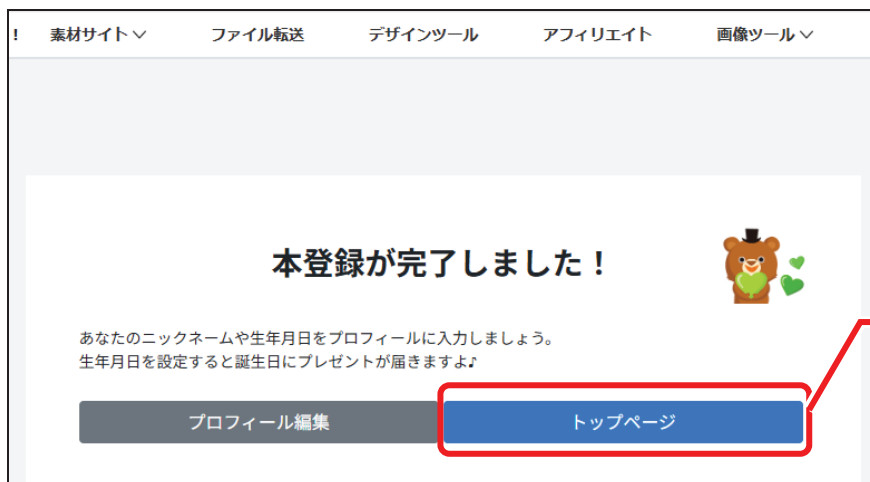 ! 素材サイト ファイル転送 デザインツール アフィリエイト 画像ツール
本登録が完了しました！
あなたのニックネームや生年月日をプロフィールに入力しましょう。
生年月日を設定すると誕生日にプレゼントが届きますよ♪
プロフィール編集 トップページ